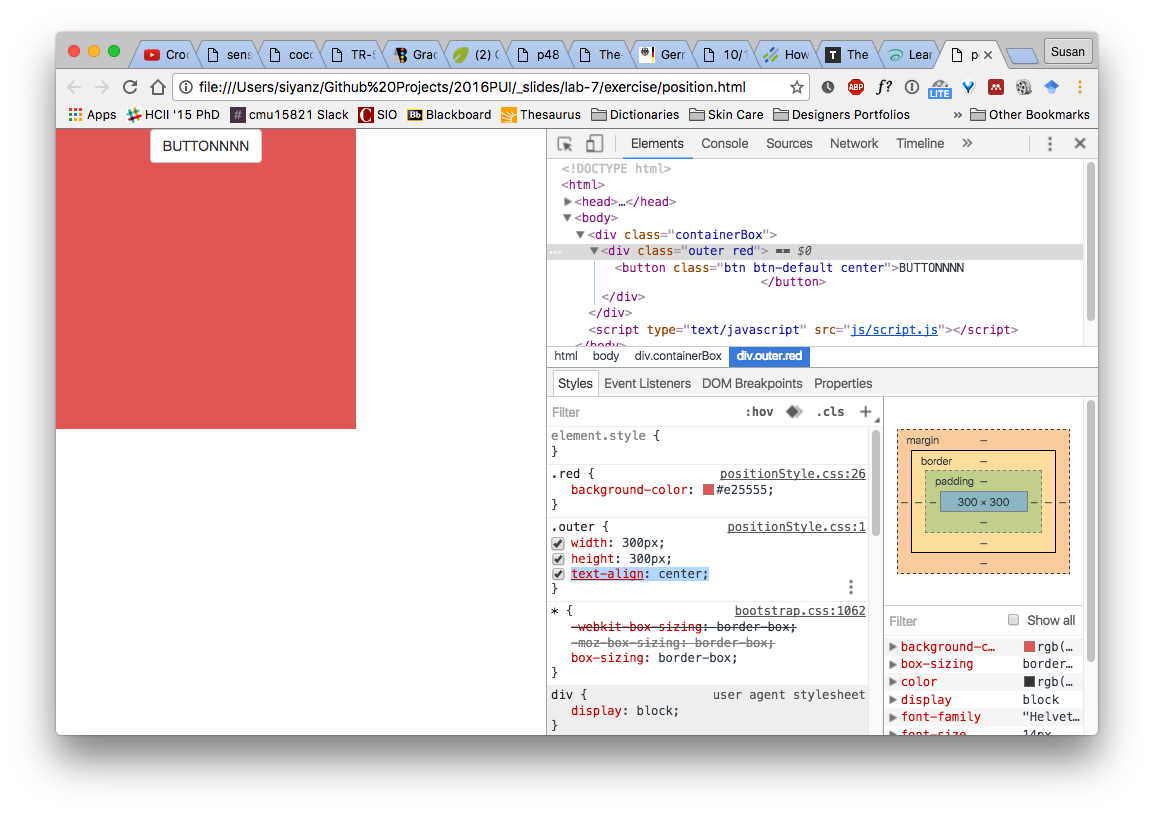 Croc sens coco TR- Grac (2) C p48 The- Gern 10/1 How The Lear p Susan
file:///Users/siyanz/Github%20Projects/2016PUI/_slides/lab-7/exercise/position.html ABP f? LITE
Apps HCII '15 PhD # cmu15821 Slack C SIO Bb Blackboard Thesaurus Dictionaries Skin Care Designers Portfolios » Other Bookmarks
BUTTONNNN
Elements Console Sources Network Timeline »
<!DOCTYPE html>
<html>
<head>…</head>
<body>
<div class="containerBox">
… <div class="outer red"> == $0
<button class="btn btn-default center">BUTTONNNN
</button>
</div>
</div>
<script type="text/javascript" src="js/script.js"></script>
</body>
html body div.containerBox div.outer.red
Styles Event Listeners DOM Breakpoints Properties
Filter :hov .cls +
element.style {
}
.red { positionStyle.css:26
background-color: #e25555;
}
.outer { positionStyle.css:1
width: 300px;
height: 300px;
text-align: center;
}
* { bootstrap.css:1062
-webkit-box-sizing: border-box;
-moz-box-sizing: border-box;
box-sizing: border-box;
}
div { user agent stylesheet
display: block;
}
margin –
border –
padding –
– – – 300 × 300 – – –
–
–
–
Filter Show all
background-c… rgb(…
box-sizing border…
color rgb(…
display block
font-family "Helvet…
font-size 14px